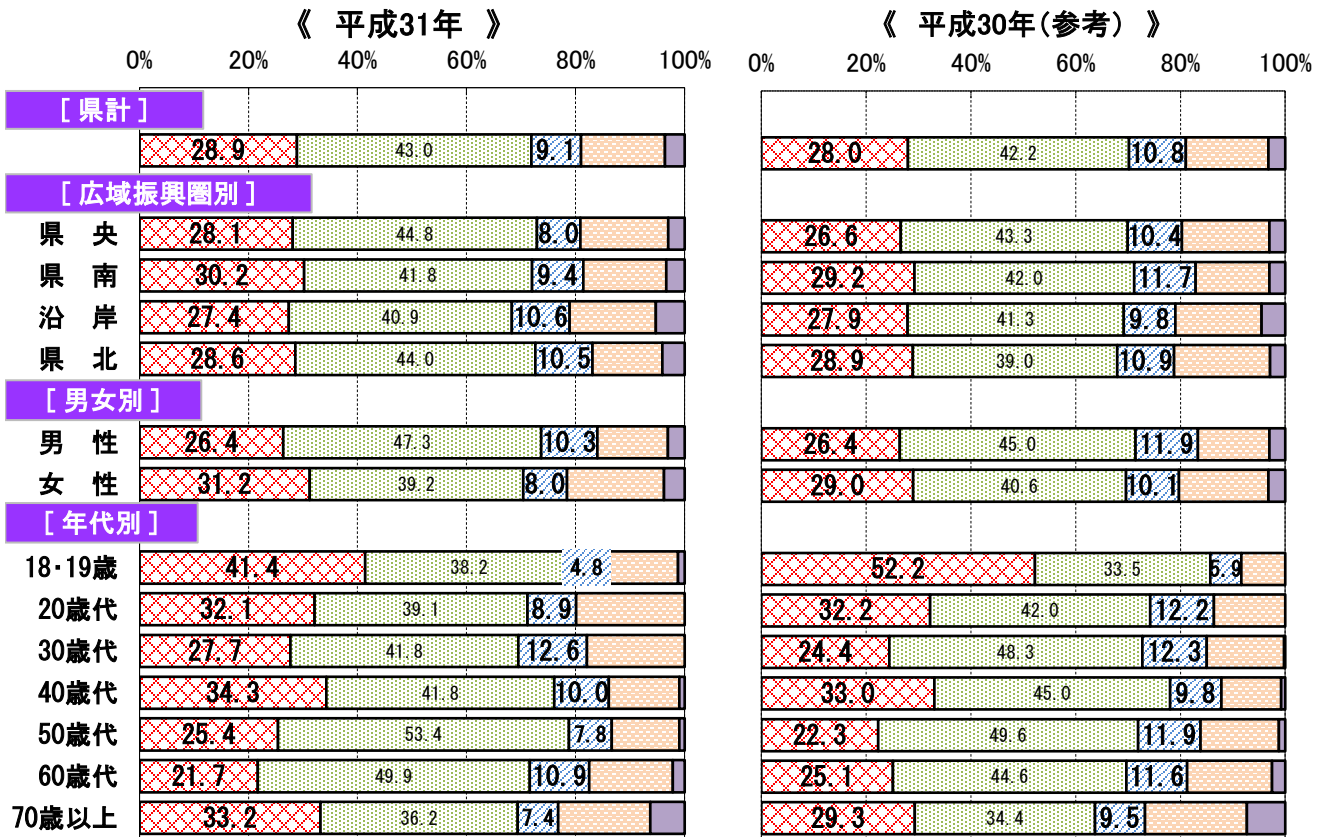 《 平成31年 》 《 平成30年(参考) 》
0% 20% 40% 60% 80% 100% 0% 20% 40% 60% 80% 100%
[ 県計 ]
28.9 43.0 9.1 28.0 42.2 10.8
[ 広域振興圏別 ]
県 央 28.1 44.8 8.0 26.6 43.3 10.4
県 南 30.2 41.8 9.4 29.2 42.0 11.7
沿 岸 27.4 40.9 10.6 27.9 41.3 9.8
県 北 28.6 44.0 10.5 28.9 39.0 10.9
[ 男女別 ]
男 性 26.4 47.3 10.3 26.4 45.0 11.9
女 性 31.2 39.2 8.0 29.0 40.6 10.1
[ 年代別 ]
18・19歳 41.4 38.2 4.8 52.2 33.5 5.9
20歳代 32.1 39.1 8.9 32.2 42.0 12.2
30歳代 27.7 41.8 12.6 24.4 48.3 12.3
40歳代 34.3 41.8 10.0 33.0 45.0 9.8
50歳代 25.4 53.4 7.8 22.3 49.6 11.9
60歳代 21.7 49.9 10.9 25.1 44.6 11.6
70歳以上 33.2 36.2 7.4 29.3 34.4 9.5